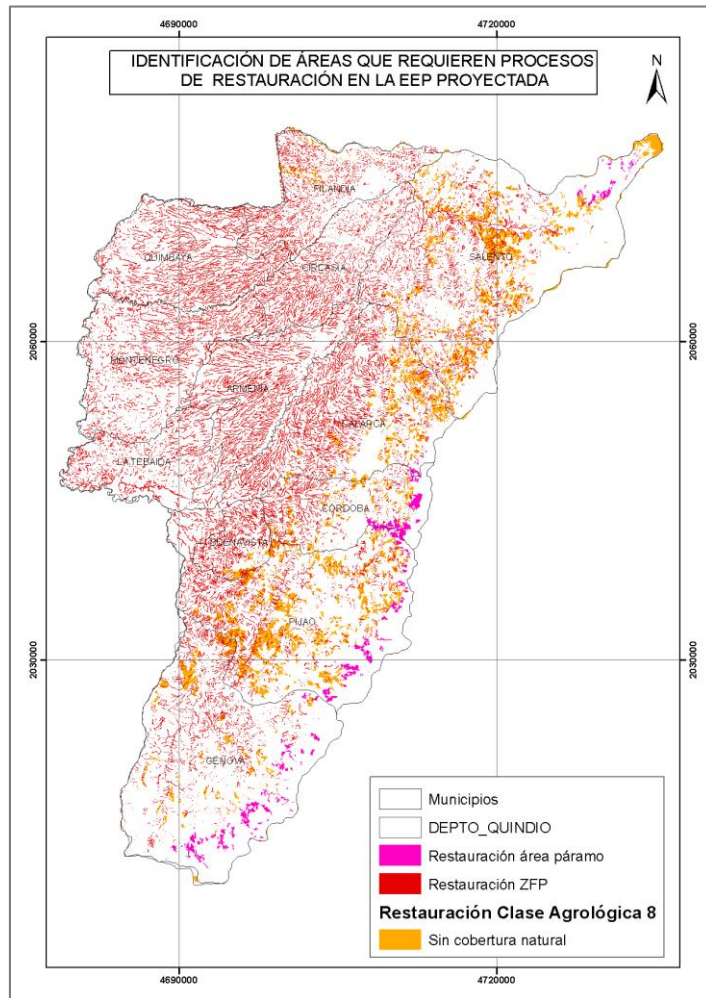 4690000
4720000
IDENTIFICACIÓN DE ÁREAS QUE REQUIEREN PROCESOS
DE RESTAURACIÓN EN LA EEP PROYECTADA
N
FILANDIA
QUIMBAYA
SALENTO
CIRCASIA
2060000
2060000
MONTENEGRO
ARMENIA
CALARCA
LA TEBAIDA
CORDOBA
BUENAVISTA
PIJAO
2030000
2030000
GENOVA
Municipios
DEPTO_QUINDIO
Restauración área páramo
Restauración ZFP
Restauración Clase Agrológica 8
Sin cobertura natural
4690000
4720000